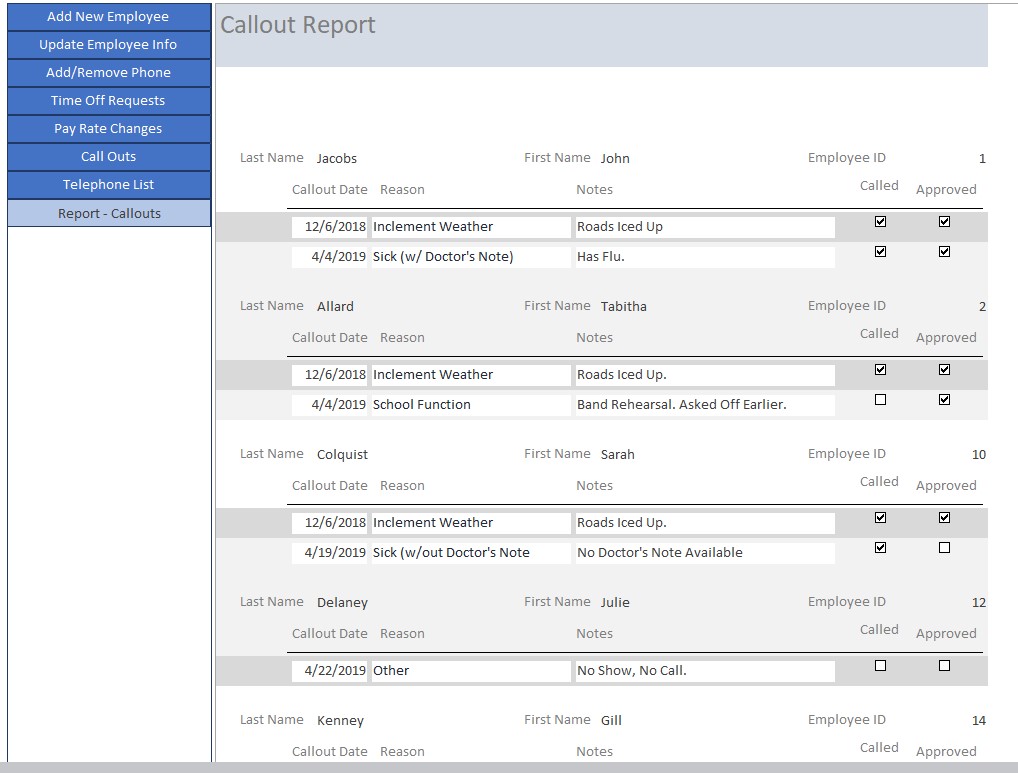 Add New Employee
Update Employee Info
Add/Remove Phone
Time Off Requests
Pay Rate Changes
Call Outs
Telephone List
Report - Callouts
Callout Report
Last Name Jacobs First Name John Employee ID 1
Callout Date Reason Notes Called Approved
12/6/2018 Inclement Weather Roads Iced Up
4/4/2019 Sick (w/ Doctor's Note) Has Flu.
Last Name Allard First Name Tabitha Employee ID 2
Callout Date Reason Notes Called Approved
12/6/2018 Inclement Weather Roads Iced Up.
4/4/2019 School Function Band Rehearsal. Asked Off Earlier.
Last Name Colquist First Name Sarah Employee ID 10
Callout Date Reason Notes Called Approved
12/6/2018 Inclement Weather Roads Iced Up.
4/19/2019 Sick (w/out Doctor's Note No Doctor's Note Available
Last Name Delaney First Name Julie Employee ID 12
Callout Date Reason Notes Called Approved
4/22/2019 Other No Show, No Call.
Last Name Kenney First Name Gill Employee ID 14
Callout Date Reason Notes Called Approved